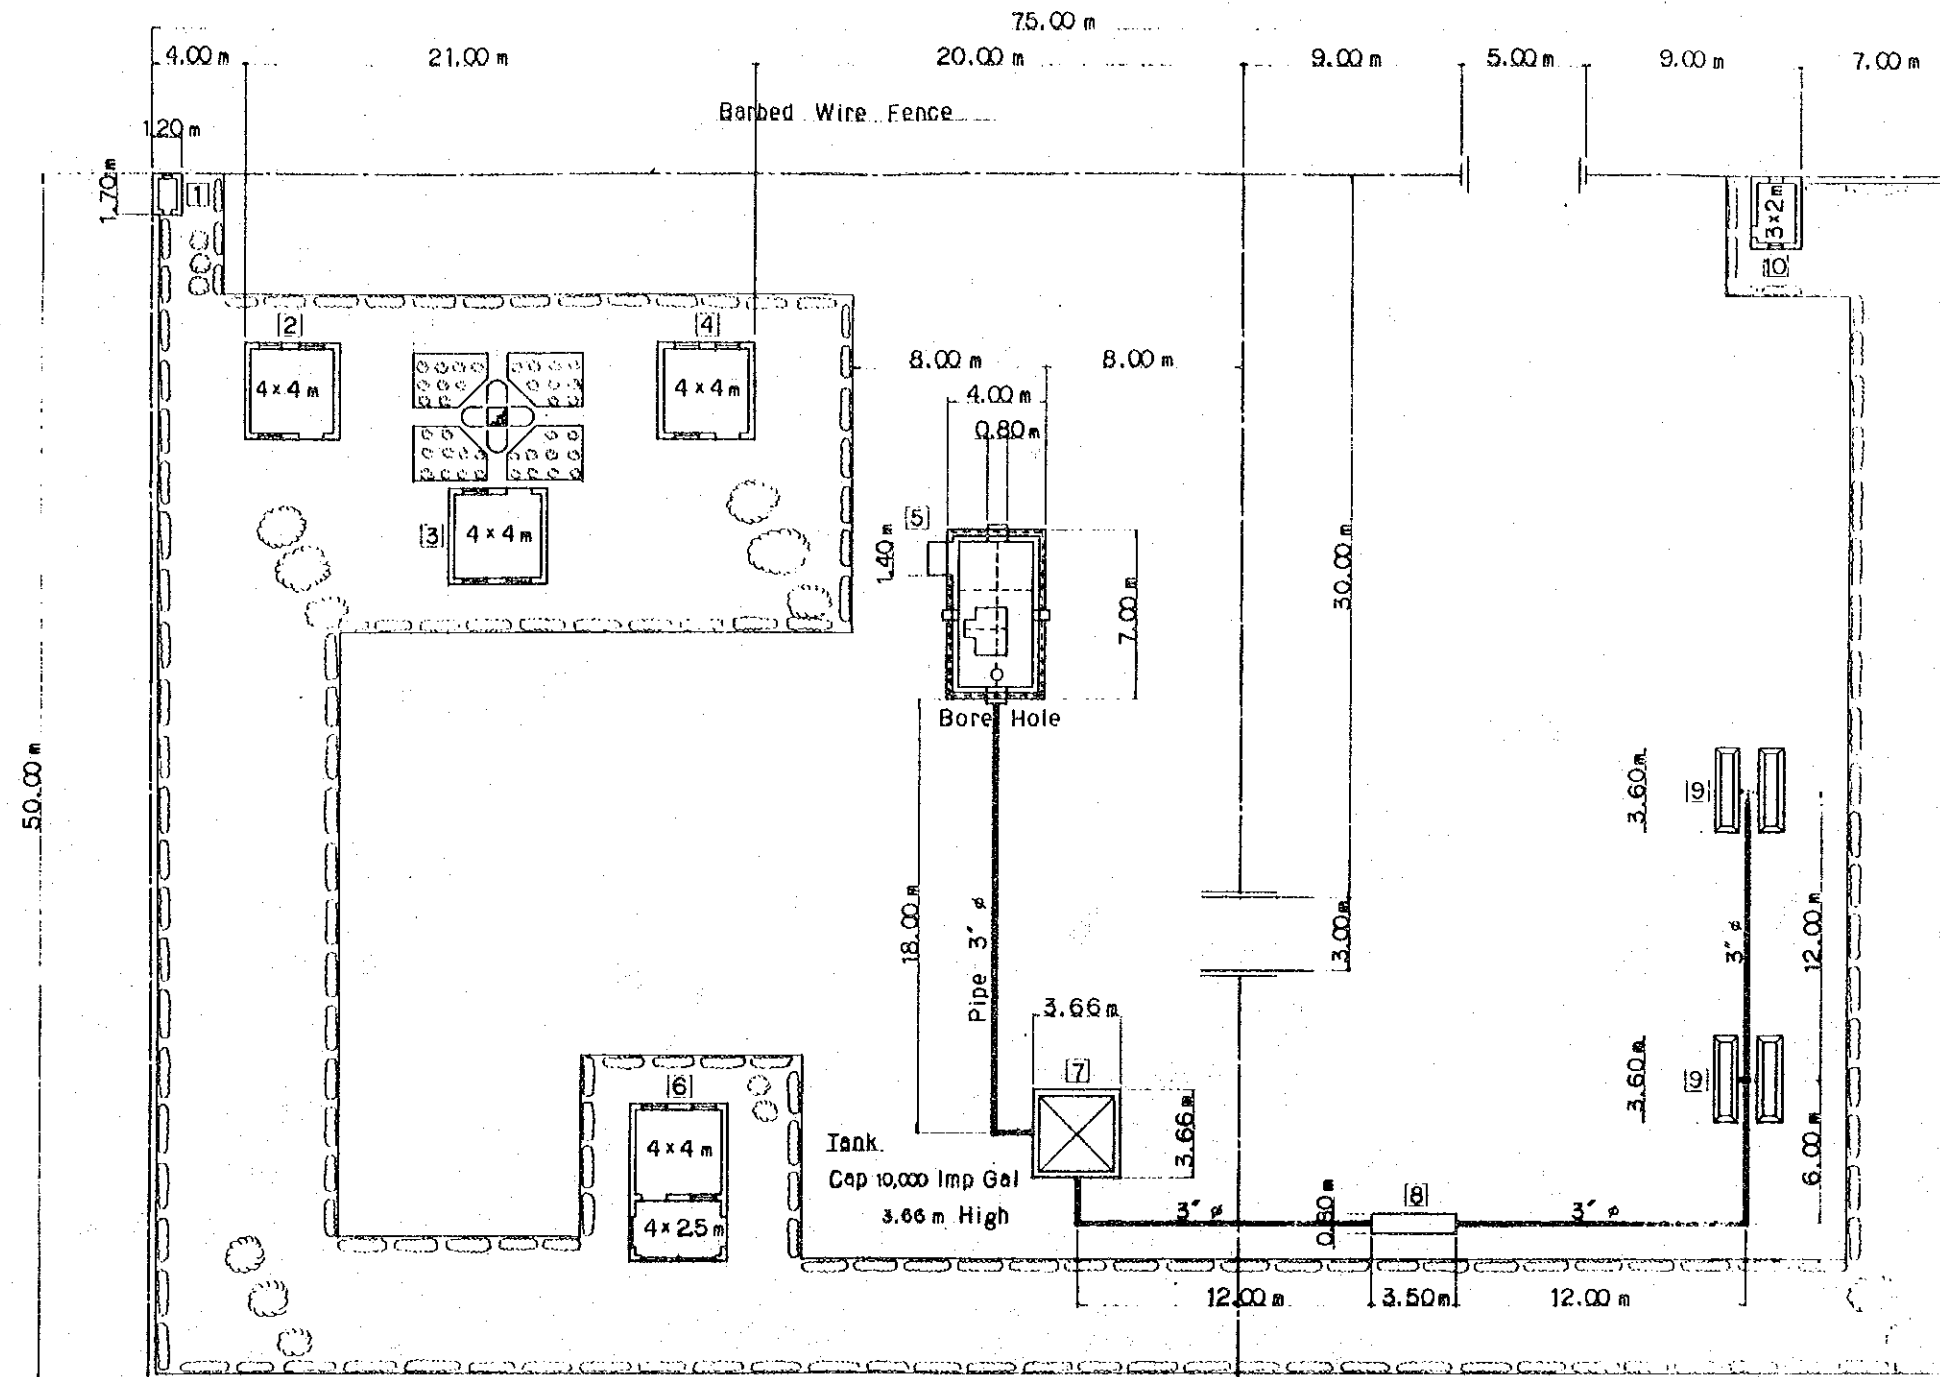 75.00 m
4.00 m
21.00 m
20.00 m
9.00 m
5.00 m
9.00 m
7.00 m
Barbed Wire Fence
1.20 m
1.70 m
1
3×2 m
10
2
4
4×4 m
4×4 m
8.00 m
8.00 m
4.00 m
0.80 m
3
4×4 m
5
1.40 m
30.00 m
7.00 m
Bore Hole
50.00 m
3.60 m
9
18.00 m
Pipe 3" ø
3.00 m
3" ø
12.00 m
3.66 m
7
6
3.60 m
9
4×4 m
Tank
3.66 m
6.00 m
Cap 10,000 Imp Gal
3.66 m High
4×2.5 m
3" ø
0.80 m
8
3" ø
12.00 m
3.50 m
12.00 m